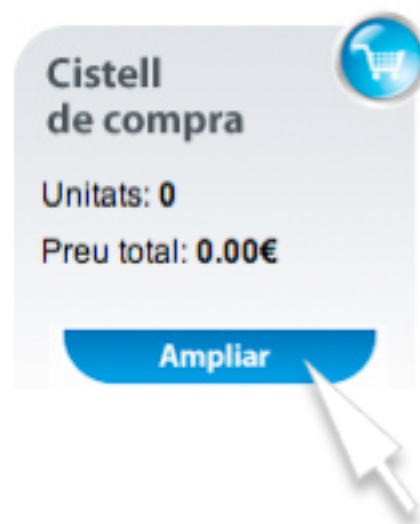 Cistell
de compra
Unitats: 0
Preu total: 0.00€
Ampliar